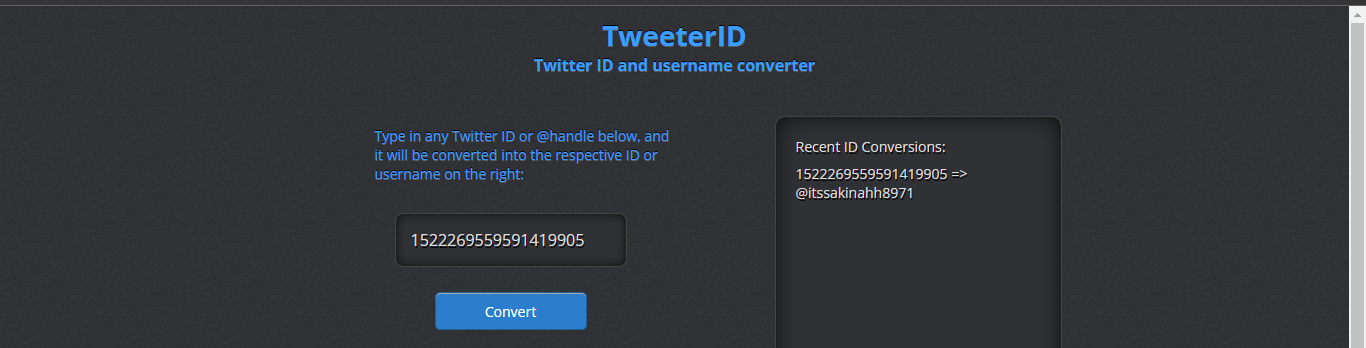 TweeterID
Twitter ID and username converter
Type in any Twitter ID or @handle below, and
it will be converted into the respective ID or
username on the right:
1522269559591419905
Convert
Recent ID Conversions:
1522269559591419905 =>
@itssakinahh8971